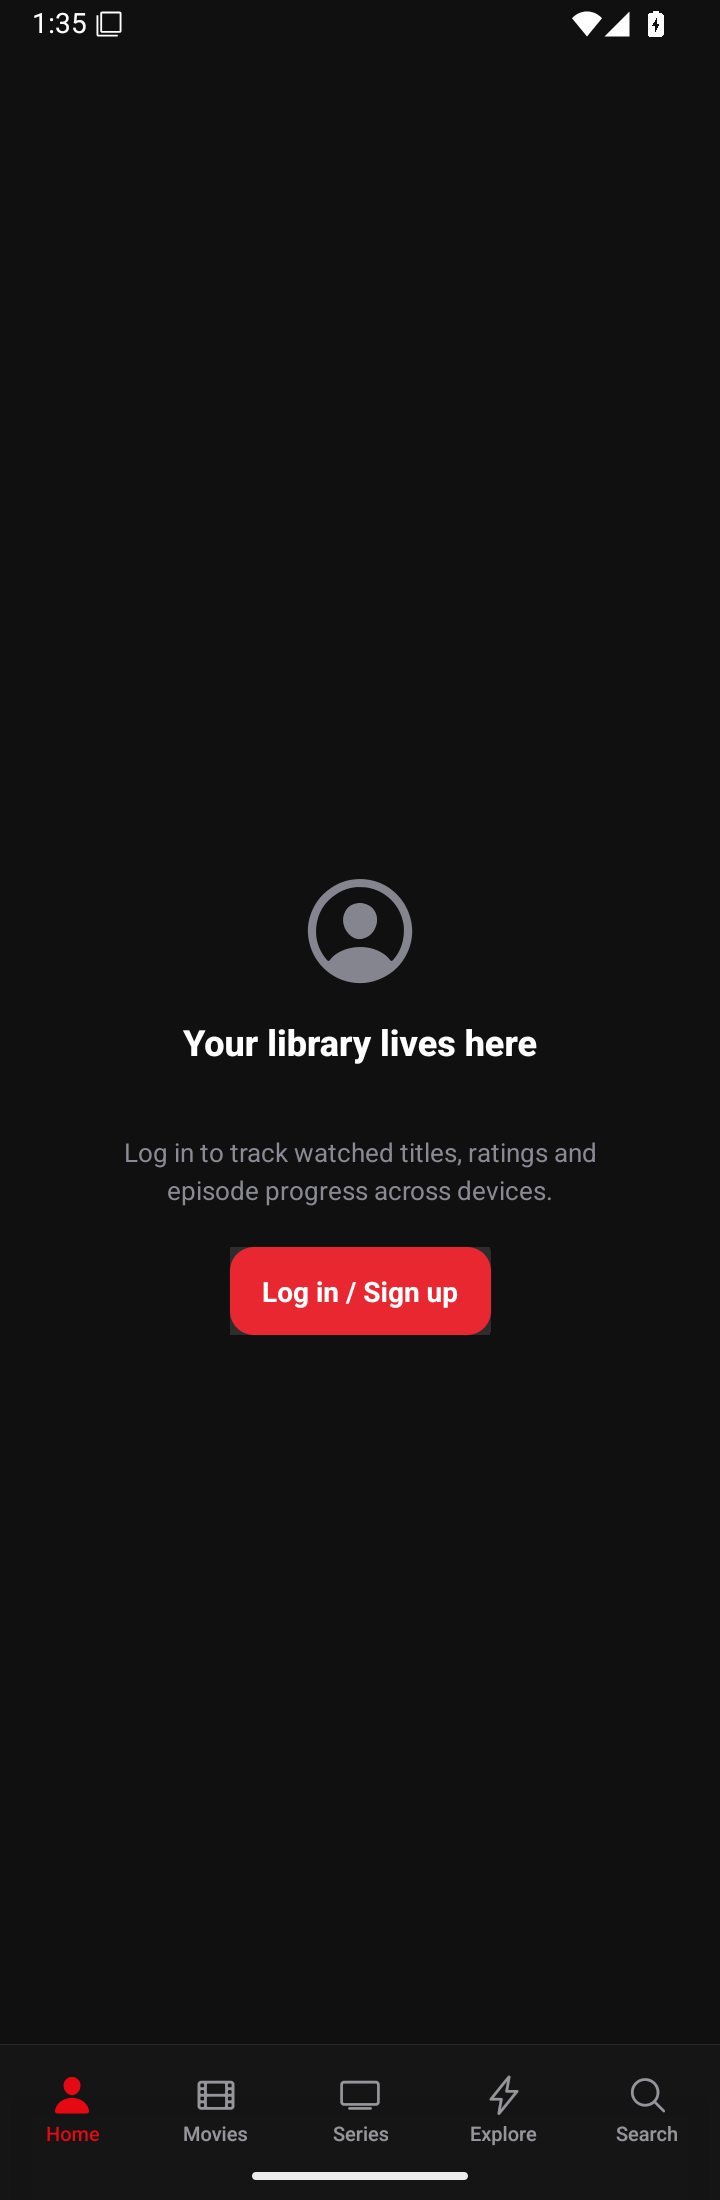 1:35
Your library lives here
Log in to track watched titles, ratings and
episode progress across devices.
Log in / Sign up
Home Movies Series Explore Search